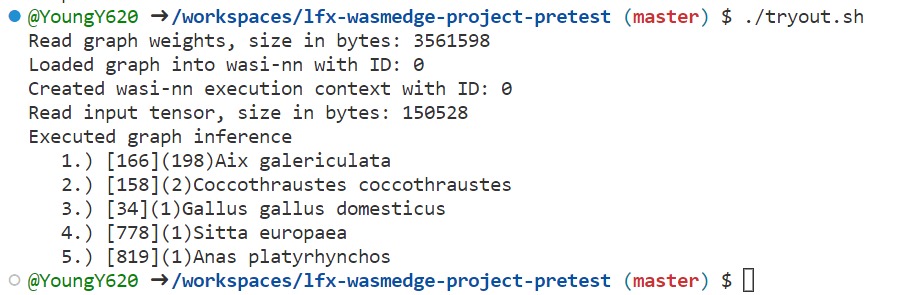 @YoungY620 ➜/workspaces/lfx-wasmedge-project-pretest (master) $ ./tryout.sh
Read graph weights, size in bytes: 3561598
Loaded graph into wasi-nn with ID: 0
Created wasi-nn execution context with ID: 0
Read input tensor, size in bytes: 150528
Executed graph inference
   1.) [166](198)Aix galericulata
   2.) [158](2)Coccothraustes coccothraustes
   3.) [34](1)Gallus gallus domesticus
   4.) [778](1)Sitta europaea
   5.) [819](1)Anas platyrhynchos
@YoungY620 ➜/workspaces/lfx-wasmedge-project-pretest (master) $